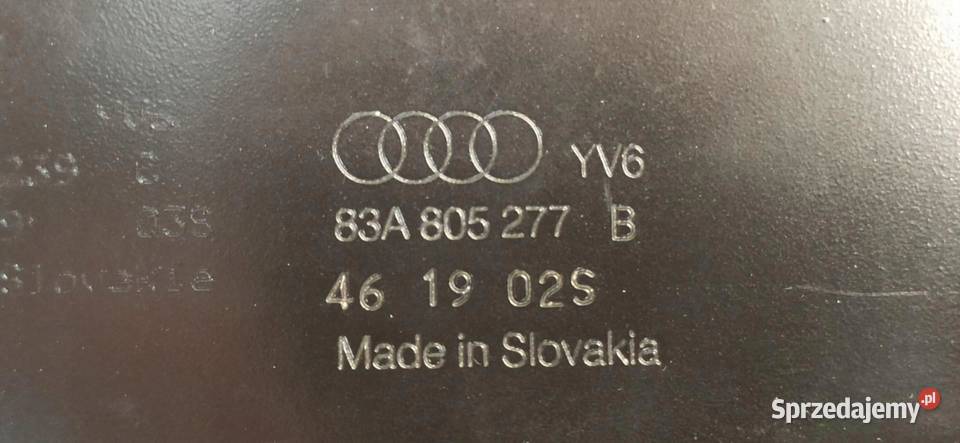 YV6
83A 805 277 B
46 19 02S
Made in Slovakia
Sprzedajemy.pl